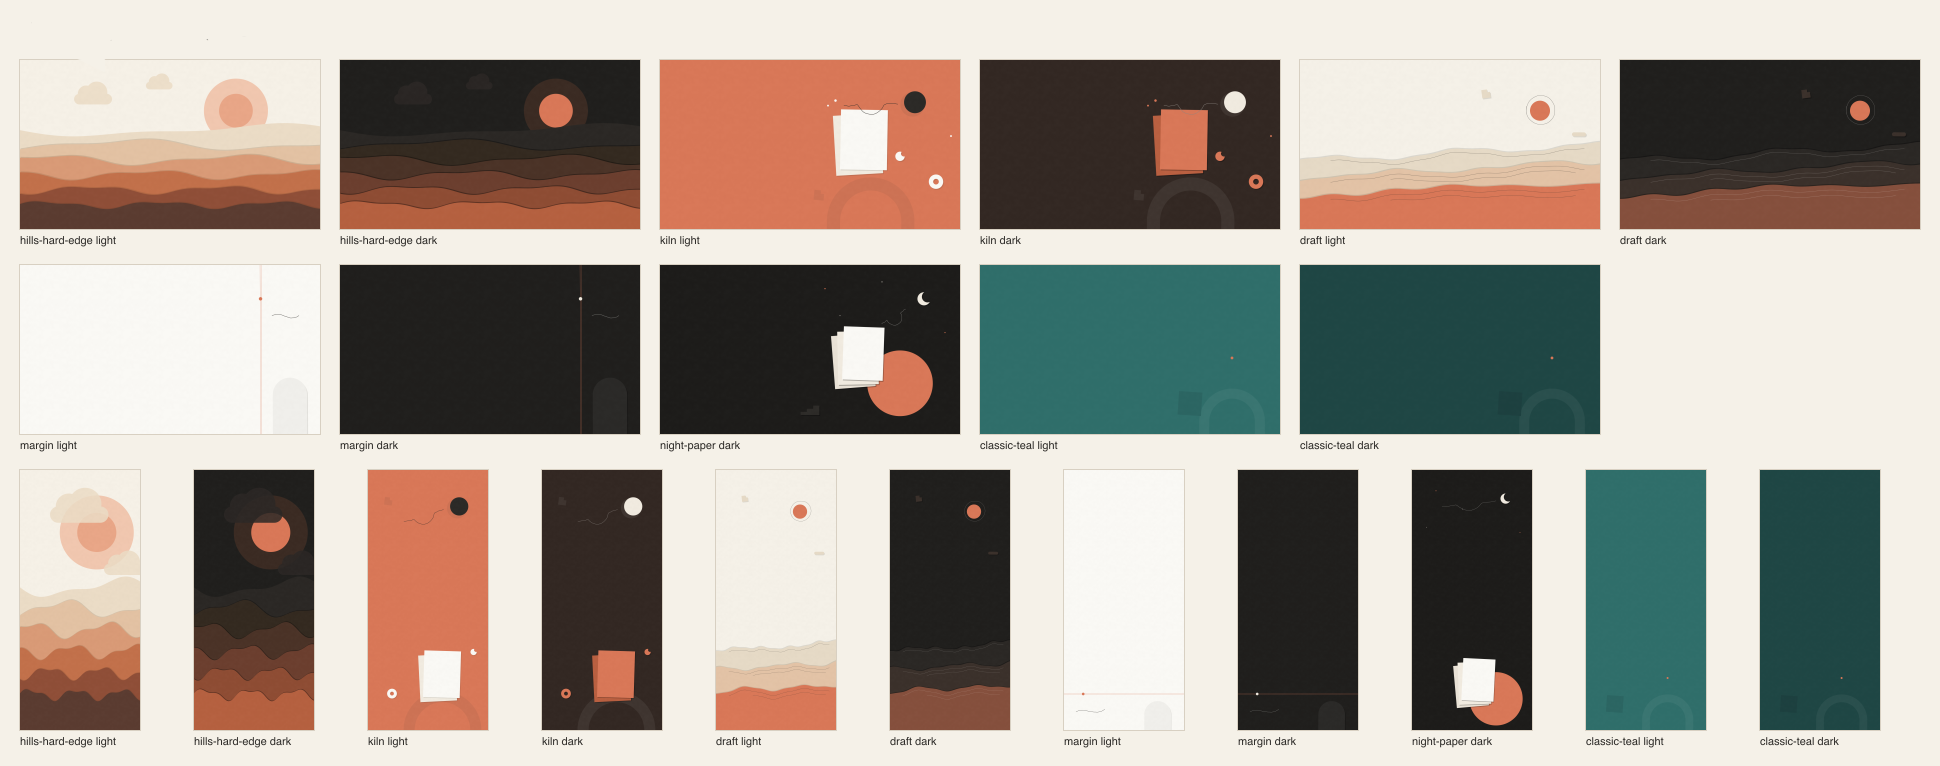 hills-hard-edge light
hills-hard-edge dark
kiln light
kiln dark
draft light
draft dark
margin light
margin dark
night-paper dark
classic-teal light
classic-teal dark
hills-hard-edge light
hills-hard-edge dark
kiln light
kiln dark
draft light
draft dark
margin light
margin dark
night-paper dark
classic-teal light
classic-teal dark